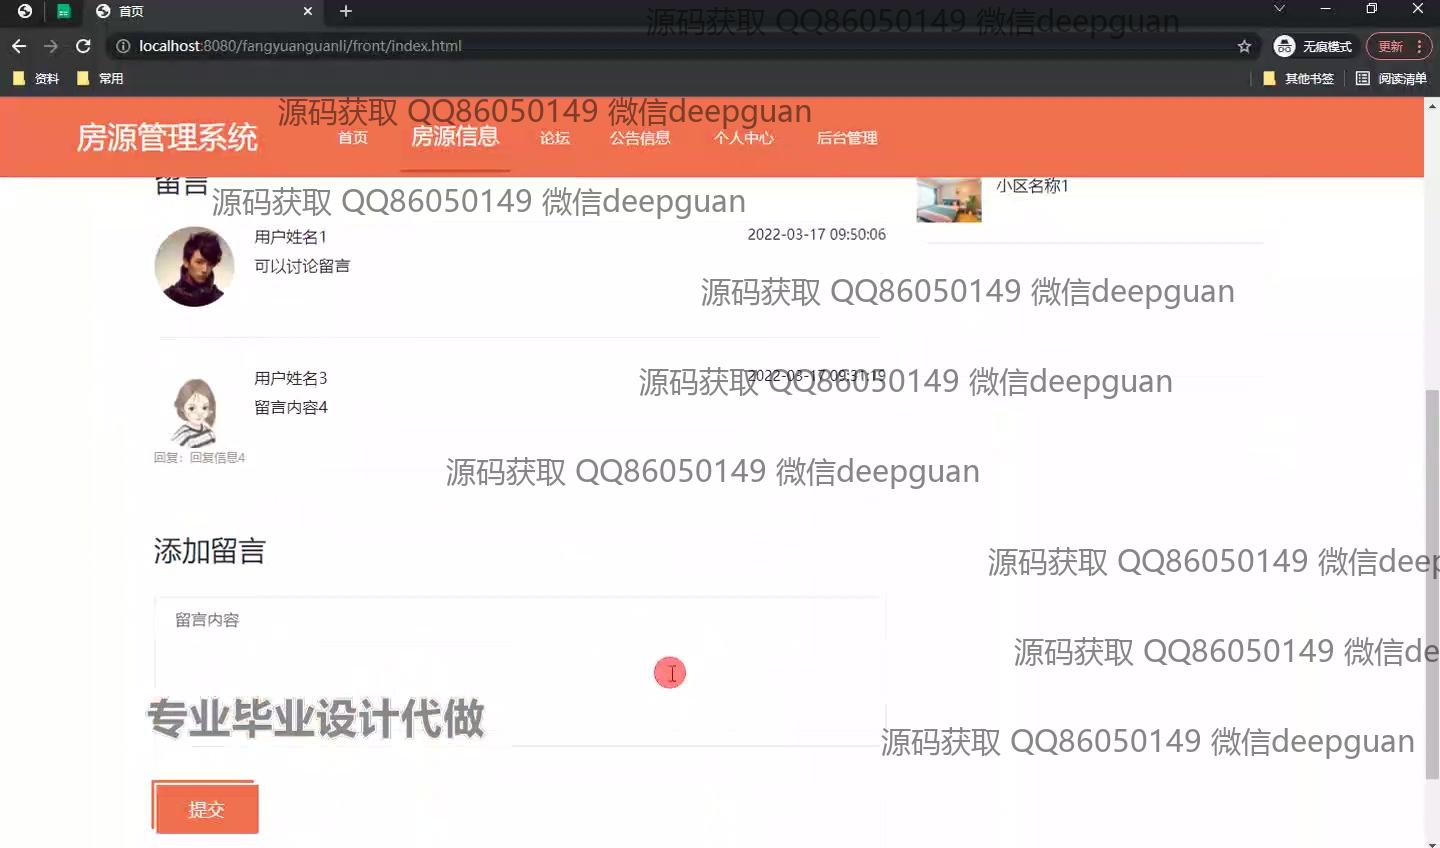 首页
源码获取 QQ86050149 微信deepguan
localhost:8080/fangyuanguanli/front/index.html
无痕模式
更新
资料
常用
其他书签
阅读清单
源码获取 QQ86050149 微信deepguan
房源管理系统
首页
房源信息
论坛
公告信息
个人中心
后台管理
留言
小区名称1
源码获取 QQ86050149 微信deepguan
用户姓名1
2022-03-17 09:50:06
可以讨论留言
源码获取 QQ86050149 微信deepguan
用户姓名3
2022-03-17 09:31:19
源码获取 QQ86050149 微信deepguan
留言内容4
回复：回复信息4
源码获取 QQ86050149 微信deepguan
添加留言
源码获取 QQ86050149 微信deep
留言内容
源码获取 QQ86050149 微信de
专业毕业设计代做
源码获取 QQ86050149 微信deepguan
提交